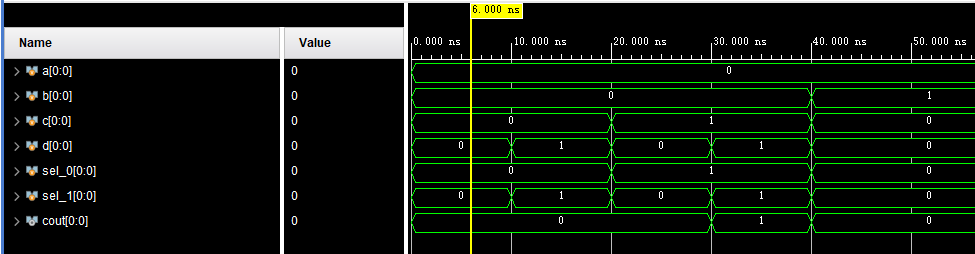 6.000 ns
Name Value
0.000 ns 10.000 ns 20.000 ns 30.000 ns 40.000 ns 50.000 ns
a[0:0] 0 0
b[0:0] 0 0 1
c[0:0] 0 0 1 0
d[0:0] 0 0 1 0 1 0
sel_0[0:0] 0 0 1 0
sel_1[0:0] 0 0 1 0 1 0
cout[0:0] 0 0 1 0